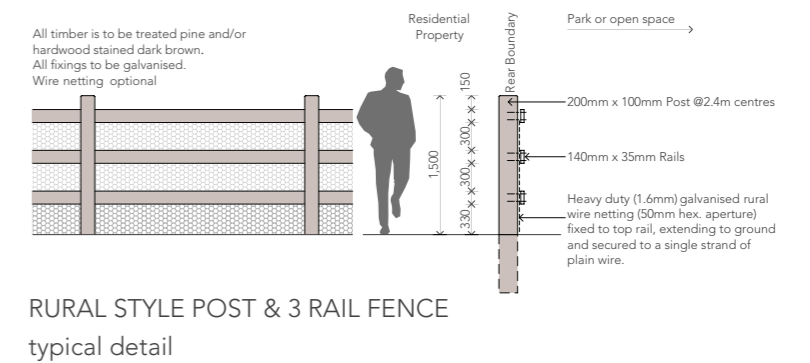 All timber is to be treated pine and/or
hardwood stained dark brown.
All fixings to be galvanised.
Wire netting optional
Residential
Property
Rear Boundary
Park or open space
150
300
300
330
1,500
200mm x 100mm Post @2.4m centres
140mm x 35mm Rails
Heavy duty (1.6mm) galvanised rural
wire netting (50mm hex. aperture)
fixed to top rail, extending to ground
and secured to a single strand of
plain wire.
RURAL STYLE POST & 3 RAIL FENCE
typical detail